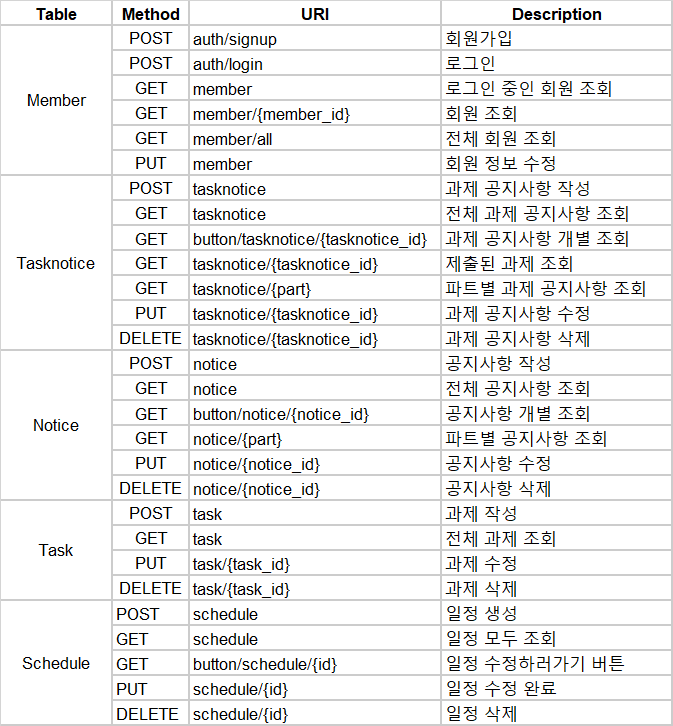 Table Method URI Description
Member
POST auth/signup 회원가입
POST auth/login 로그인
GET member 로그인 중인 회원 조회
GET member/{member_id} 회원 조회
GET member/all 전체 회원 조회
PUT member 회원 정보 수정
Tasknotice
POST tasknotice 과제 공지사항 작성
GET tasknotice 전체 과제 공지사항 조회
GET button/tasknotice/{tasknotice_id} 과제 공지사항 개별 조회
GET tasknotice/{tasknotice_id} 제출된 과제 조회
GET tasknotice/{part} 파트별 과제 공지사항 조회
PUT tasknotice/{tasknotice_id} 과제 공지사항 수정
DELETE tasknotice/{tasknotice_id} 과제 공지사항 삭제
Notice
POST notice 공지사항 작성
GET notice 전체 공지사항 조회
GET button/notice/{notice_id} 공지사항 개별 조회
GET notice/{part} 파트별 공지사항 조회
PUT notice/{notice_id} 공지사항 수정
DELETE notice/{notice_id} 공지사항 삭제
Task
POST task 과제 작성
GET task 전체 과제 조회
PUT task/{task_id} 과제 수정
DELETE task/{task_id} 과제 삭제
Schedule
POST schedule 일정 생성
GET schedule 일정 모두 조회
GET button/schedule/{id} 일정 수정하러가기 버튼
PUT schedule/{id} 일정 수정 완료
DELETE schedule/{id} 일정 삭제